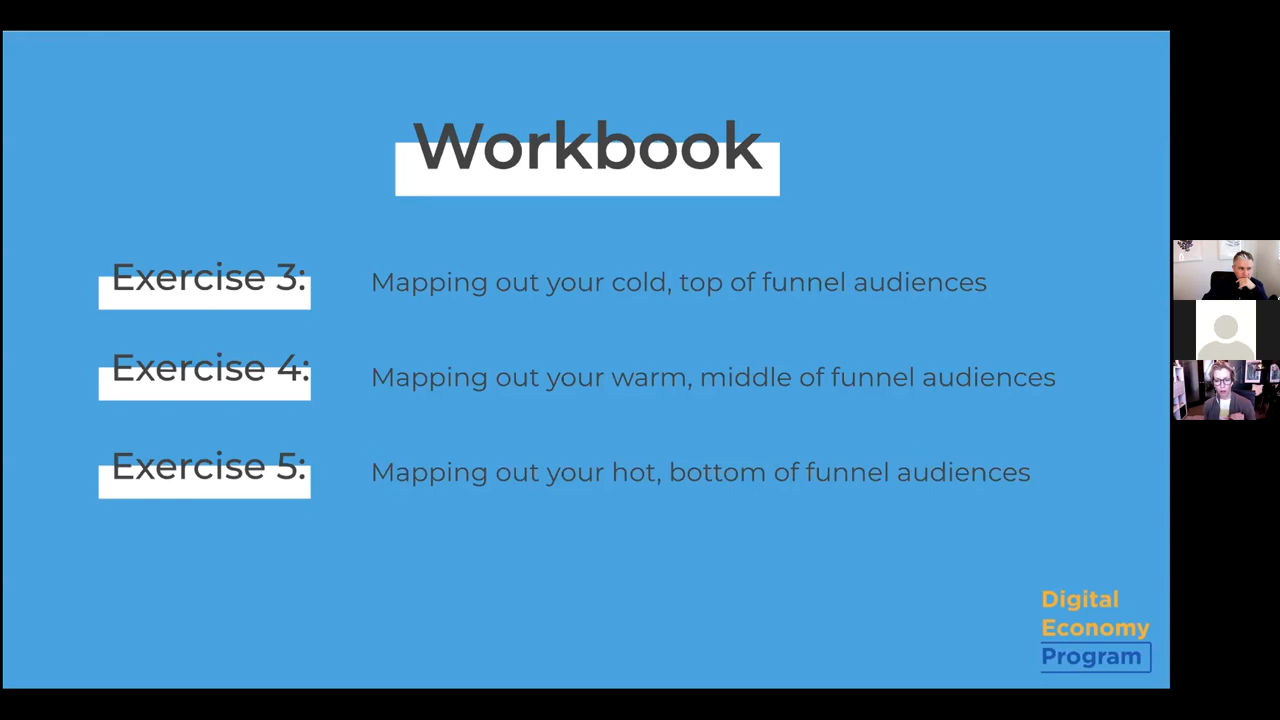 Workbook
Exercise 3: Mapping out your cold, top of funnel audiences
Exercise 4: Mapping out your warm, middle of funnel audiences
Exercise 5: Mapping out your hot, bottom of funnel audiences
Digital
Economy
Program